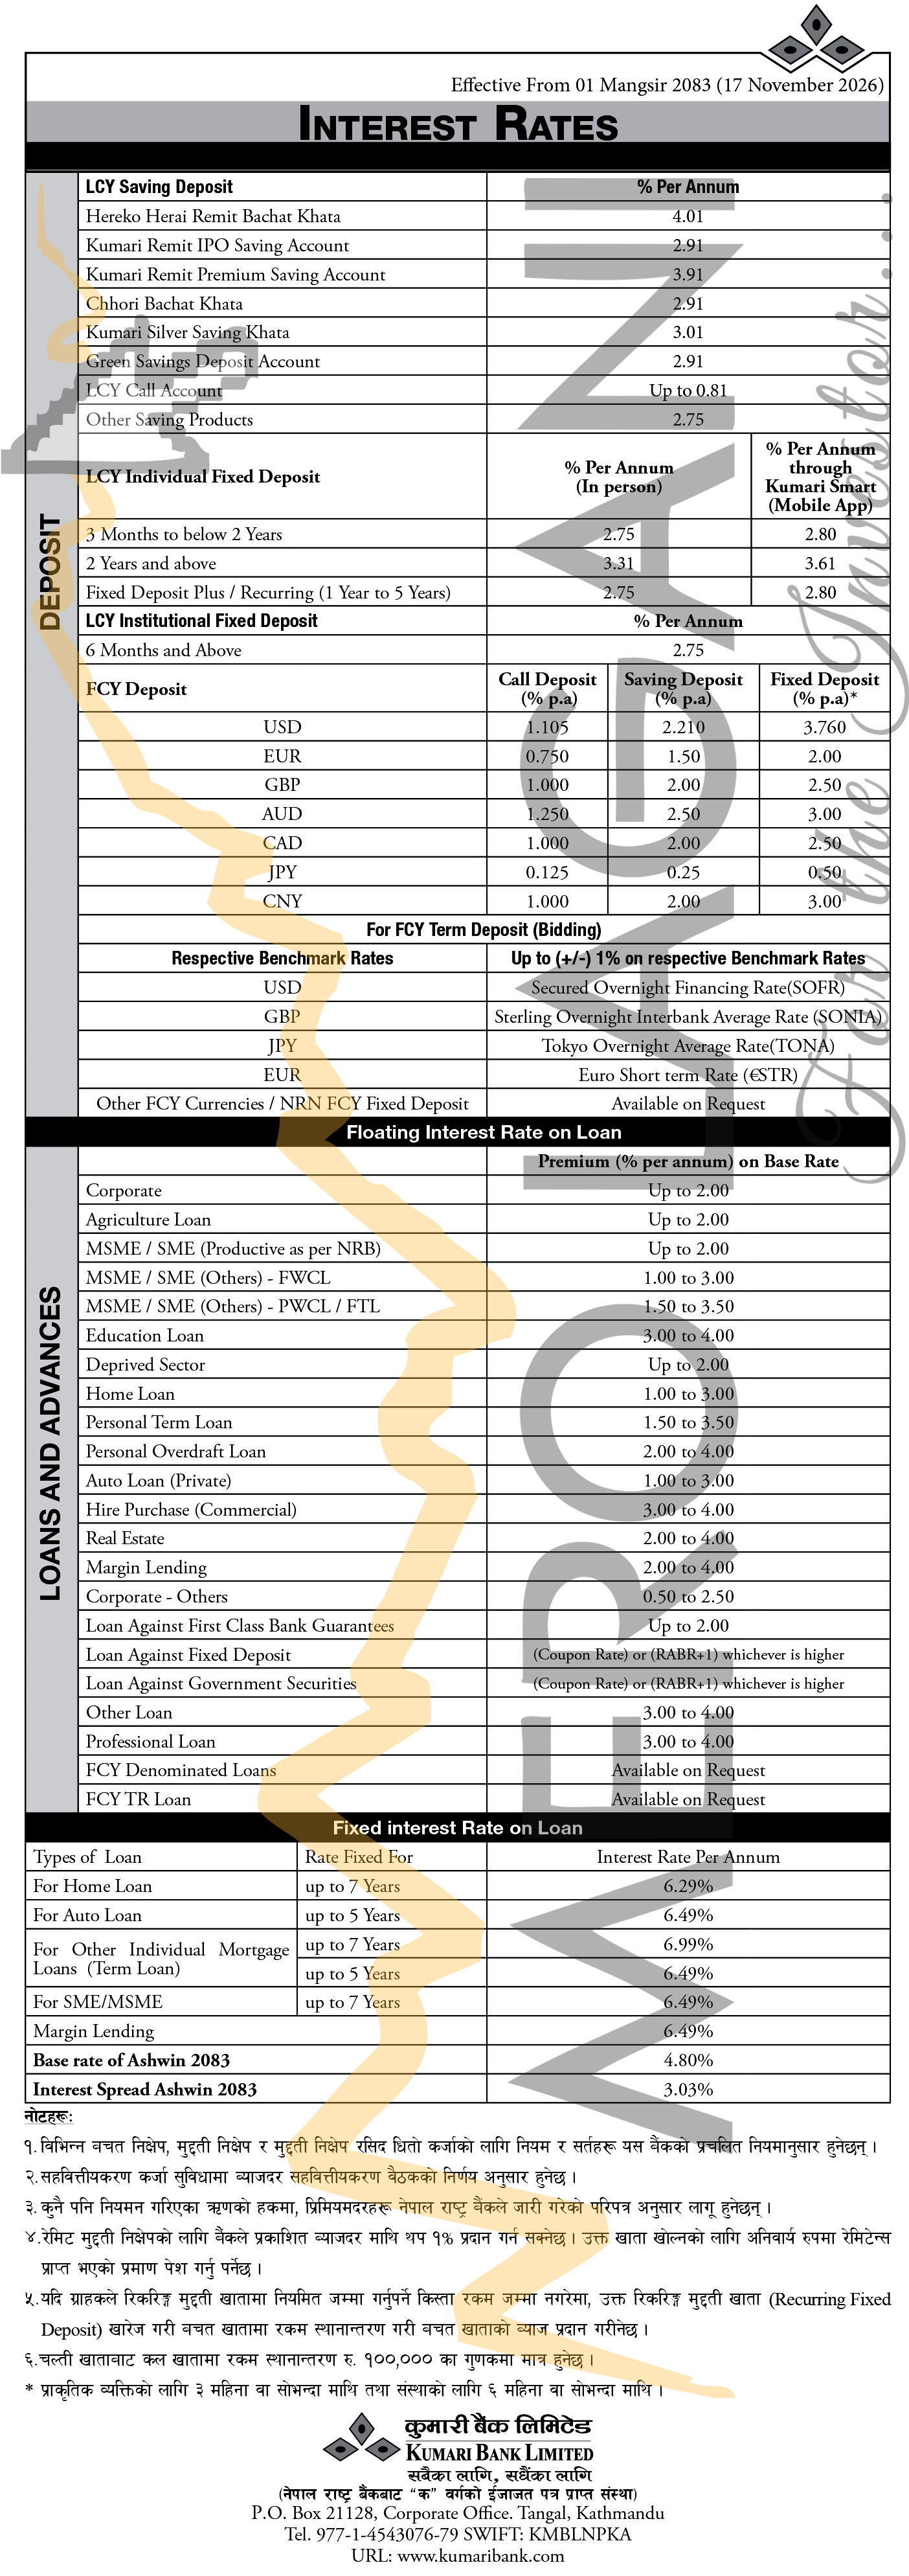 Effective From 01 Mangsir 2083 (17 November 2026)
INTEREST RATES
DEPOSIT
LCY Saving Deposit % Per Annum
Hereko Herai Remit Bachat Khata 4.01
Kumari Remit IPO Saving Account 2.91
Kumari Remit Premium Saving Account 3.91
Chhori Bachat Khata 2.91
Kumari Silver Saving Khata 3.01
Green Savings Deposit Account 2.91
LCY Call Account Up to 0.81
Other Saving Products 2.75
LCY Individual Fixed Deposit % Per Annum (In person) % Per Annum through Kumari Smart (Mobile App)
3 Months to below 2 Years 2.75 2.80
2 Years and above 3.31 3.61
Fixed Deposit Plus / Recurring (1 Year to 5 Years) 2.75 2.80
LCY Institutional Fixed Deposit % Per Annum
6 Months and Above 2.75
FCY Deposit Call Deposit (% p.a) Saving Deposit (% p.a) Fixed Deposit (% p.a)*
USD 1.105 2.210 3.760
EUR 0.750 1.50 2.00
GBP 1.000 2.00 2.50
AUD 1.250 2.50 3.00
CAD 1.000 2.00 2.50
JPY 0.125 0.25 0.50
CNY 1.000 2.00 3.00
For FCY Term Deposit (Bidding)
Respective Benchmark Rates Up to (+/-) 1% on respective Benchmark Rates
USD Secured Overnight Financing Rate(SOFR)
GBP Sterling Overnight Interbank Average Rate (SONIA)
JPY Tokyo Overnight Average Rate(TONA)
EUR Euro Short term Rate (€STR)
Other FCY Currencies / NRN FCY Fixed Deposit Available on Request
Floating Interest Rate on Loan
LOANS AND ADVANCES
Premium (% per annum) on Base Rate
Corporate Up to 2.00
Agriculture Loan Up to 2.00
MSME / SME (Productive as per NRB) Up to 2.00
MSME / SME (Others) - FWCL 1.00 to 3.00
MSME / SME (Others) - PWCL / FTL 1.50 to 3.50
Education Loan 3.00 to 4.00
Deprived Sector Up to 2.00
Home Loan 1.00 to 3.00
Personal Term Loan 1.50 to 3.50
Personal Overdraft Loan 2.00 to 4.00
Auto Loan (Private) 1.00 to 3.00
Hire Purchase (Commercial) 3.00 to 4.00
Real Estate 2.00 to 4.00
Margin Lending 2.00 to 4.00
Corporate - Others 0.50 to 2.50
Loan Against First Class Bank Guarantees Up to 2.00
Loan Against Fixed Deposit (Coupon Rate) or (RABR+1) whichever is higher
Loan Against Government Securities (Coupon Rate) or (RABR+1) whichever is higher
Other Loan 3.00 to 4.00
Professional Loan 3.00 to 4.00
FCY Denominated Loans Available on Request
FCY TR Loan Available on Request
Fixed interest Rate on Loan
Types of Loan Rate Fixed For Interest Rate Per Annum
For Home Loan up to 7 Years 6.29%
For Auto Loan up to 5 Years 6.49%
For Other Individual Mortgage Loans (Term Loan) up to 7 Years 6.99%
up to 5 Years 6.49%
For SME/MSME up to 7 Years 6.49%
Margin Lending 6.49%
Base rate of Ashwin 2083 4.80%
Interest Spread Ashwin 2083 3.03%
नोटहरू:
१. विभिन्न बचत निक्षेप, मुद्दती निक्षेप र मुद्दती निक्षेप रसिद धितो कर्जाको लागि नियम र सर्तहरू यस बैंकको प्रचलित नियमानुसार हुनेछन् ।
२. सहवित्तीयकरण कर्जा सुविधामा ब्याजदर सहवित्तीयकरण बैठकको निर्णय अनुसार हुनेछ ।
३. कुनै पनि नियमन गरिएका ऋणको हकमा, प्रिमियमदरहरू नेपाल राष्ट्र बैंकले जारी गरेको परिपत्र अनुसार लागू हुनेछन् ।
४. रेमिट मुद्दती निक्षेपको लागि बैंकले प्रकाशित ब्याजदर माथि थप १% प्रदान गर्न सक्नेछ । उक्त खाता खोल्नको लागि अनिवार्य रुपमा रेमिटेन्स
प्राप्त भएको प्रमाण पेश गर्नु पर्नेछ ।
५. यदि ग्राहकले रिकरिङ्ग मुद्दती खातामा नियमित जम्मा गर्नुपर्ने किस्ता रकम जम्मा नगरेमा, उक्त रिकरिङ्ग मुद्दती खाता (Recurring Fixed
Deposit) खारेज गरी बचत खातामा रकम स्थानान्तरण गरी बचत खाताको ब्याज प्रदान गरीनेछ ।
६. चल्ती खाताबाट कल खातामा रकम स्थानान्तरण रु. १००,००० का गुणकमा मात्र हुनेछ ।
* प्राकृतिक व्यक्तिको लागि ३ महिना वा सोभन्दा माथि तथा संस्थाको लागि ६ महिना वा सोभन्दा माथि ।
कुमारी बैंक लिमिटेड
KUMARI BANK LIMITED
सबैका लागि, सधैंका लागि
(नेपाल राष्ट्र बैंकबाट “क” वर्गको ईजाजत पत्र प्राप्त संस्था)
P.O. Box 21128, Corporate Office. Tangal, Kathmandu
Tel. 977-1-4543076-79 SWIFT: KMBLNPKA
URL: www.kumaribank.com
MERO LAGANI
For the Investor...